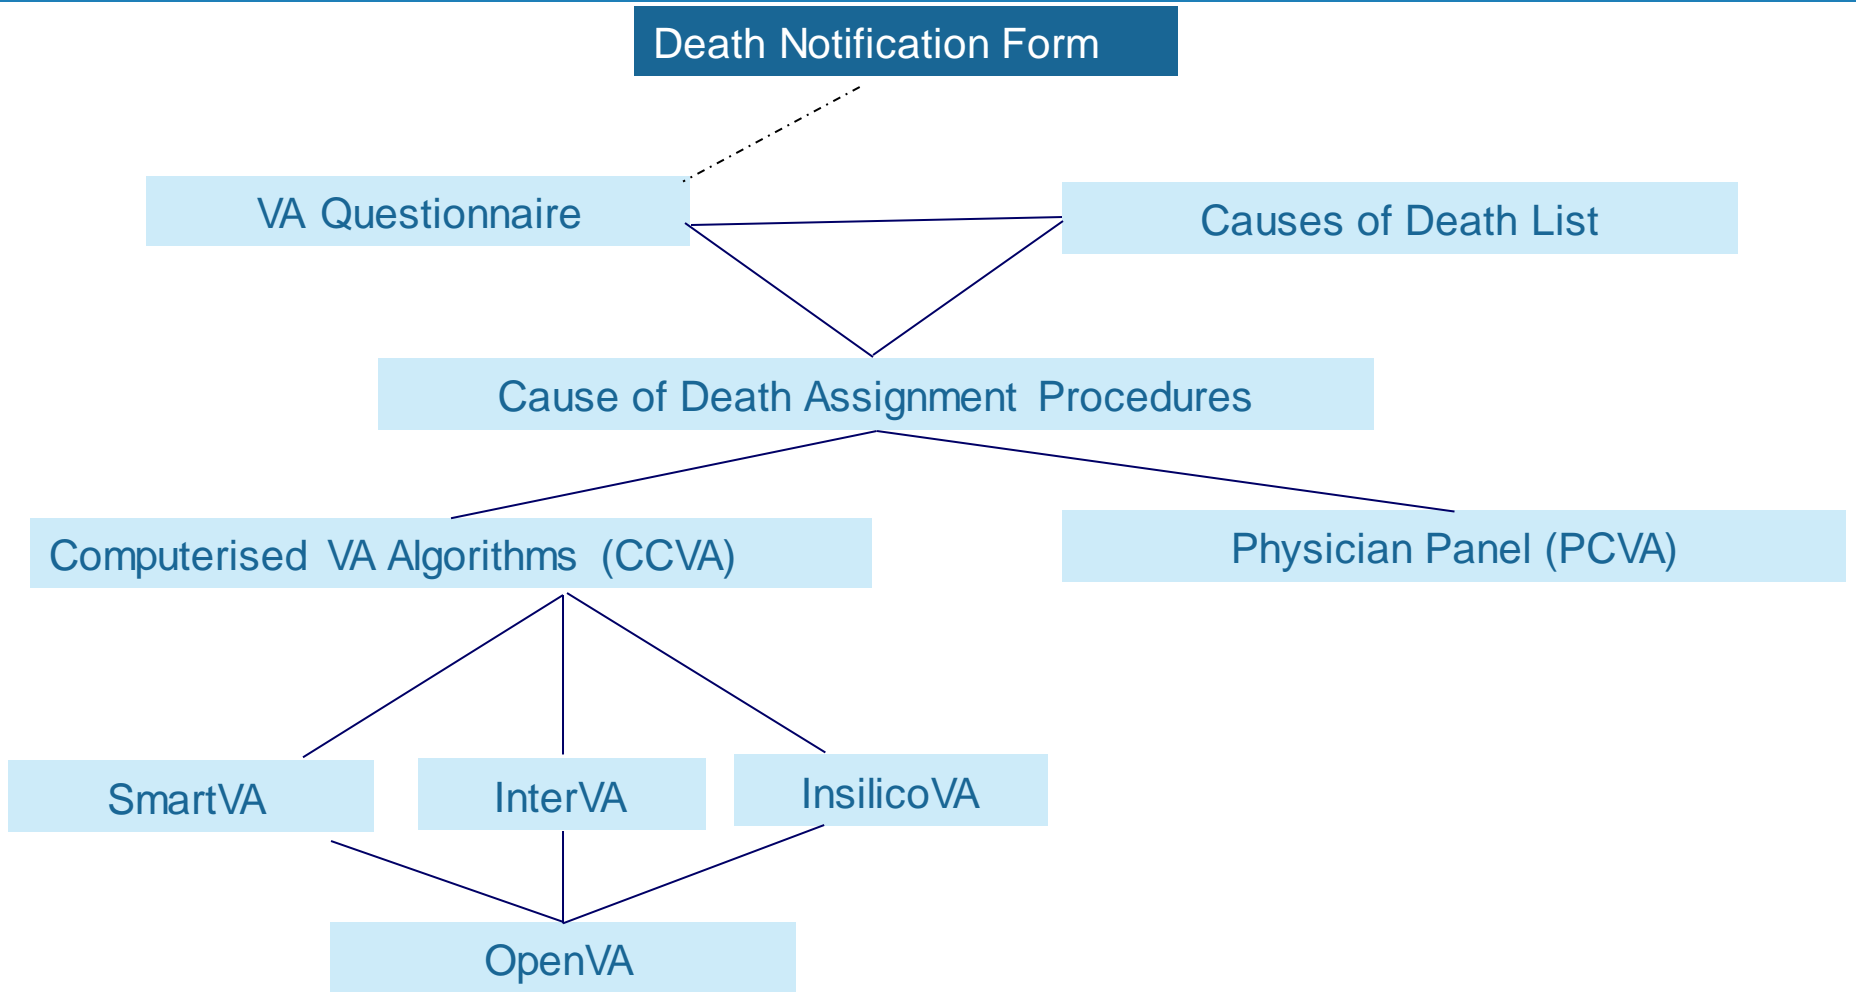 Death Notification Form
VA Questionnaire
Causes of Death List
Cause of Death Assignment Procedures
Computerised VA Algorithms (CCVA)
Physician Panel (PCVA)
SmartVA
InterVA
InsilicoVA
OpenVA